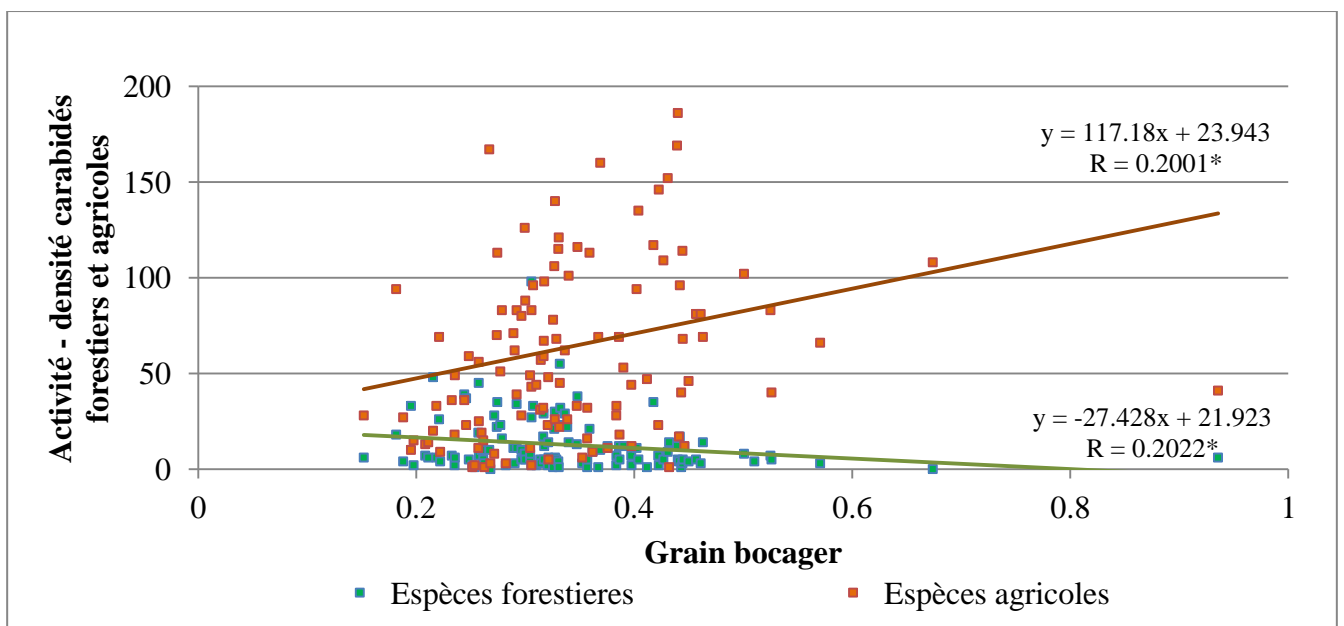 200
150
100
50
0
Activité - densité carabidés
forestiers et agricoles
y = 117.18x + 23.943
R = 0.2001*
y = -27.428x + 21.923
R = 0.2022*
0 0.2 0.4 0.6 0.8 1
Grain bocager
Espèces forestieres Espèces agricoles